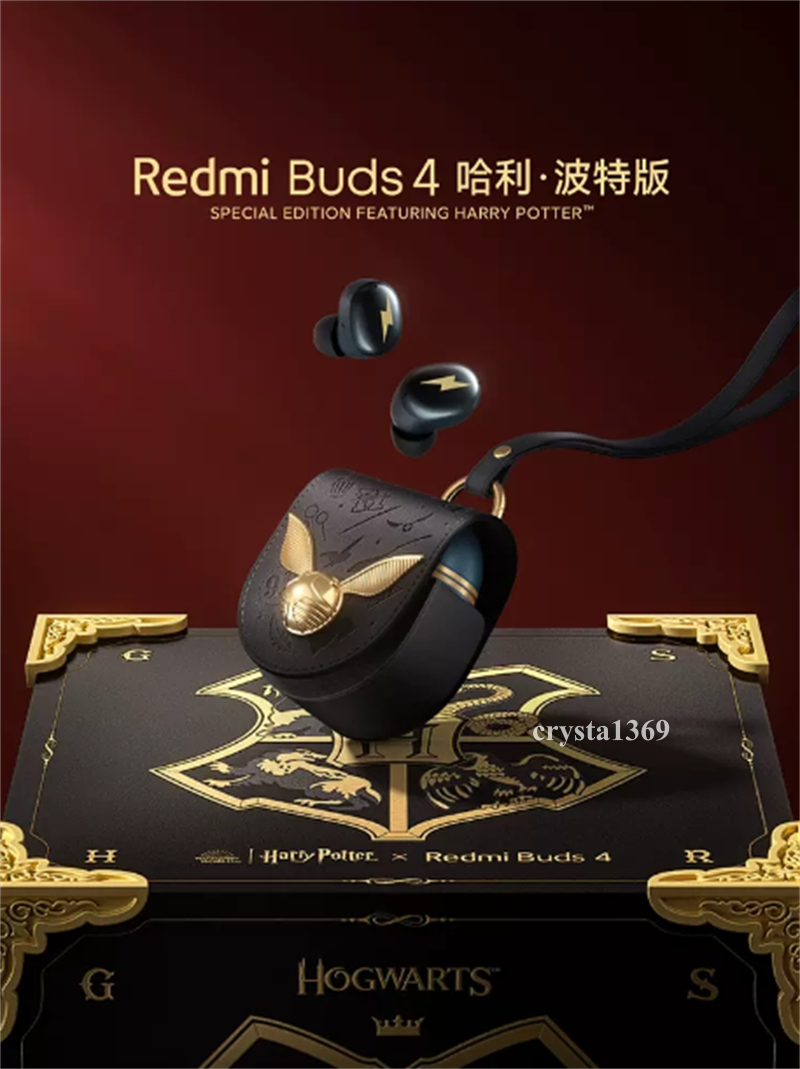 Redmi Buds 4 哈利·波特版
SPECIAL EDITION FEATURING HARRY POTTER™
G S
crysta1369
H R
Harry Potter × Redmi Buds 4
G S
HOGWARTS™